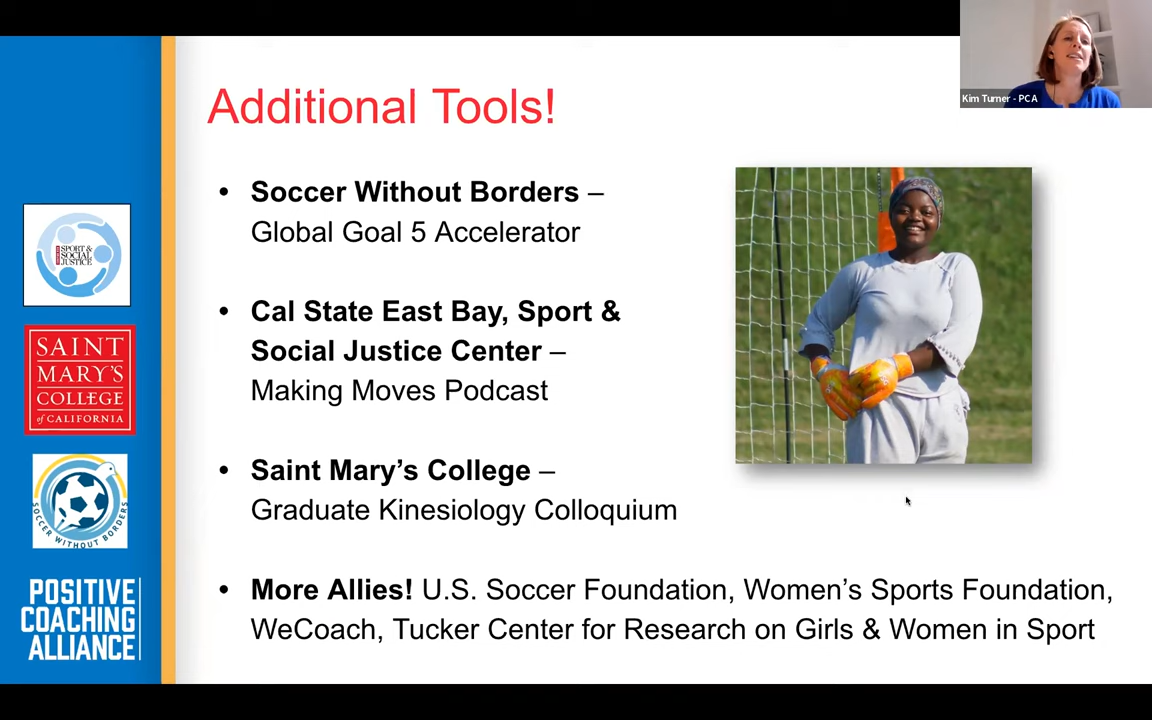 Kim Turner - PCA
Additional Tools!
• Soccer Without Borders –
Global Goal 5 Accelerator
• Cal State East Bay, Sport &
Social Justice Center –
Making Moves Podcast
• Saint Mary's College –
Graduate Kinesiology Colloquium
• More Allies! U.S. Soccer Foundation, Women's Sports Foundation,
WeCoach, Tucker Center for Research on Girls & Women in Sport
SPORT &
SOCIAL
JUSTICE
SAINT
MARY'S
COLLEGE
of CALIFORNIA
SOCCER WITHOUT BORDERS
POSITIVE
COACHING
ALLIANCE